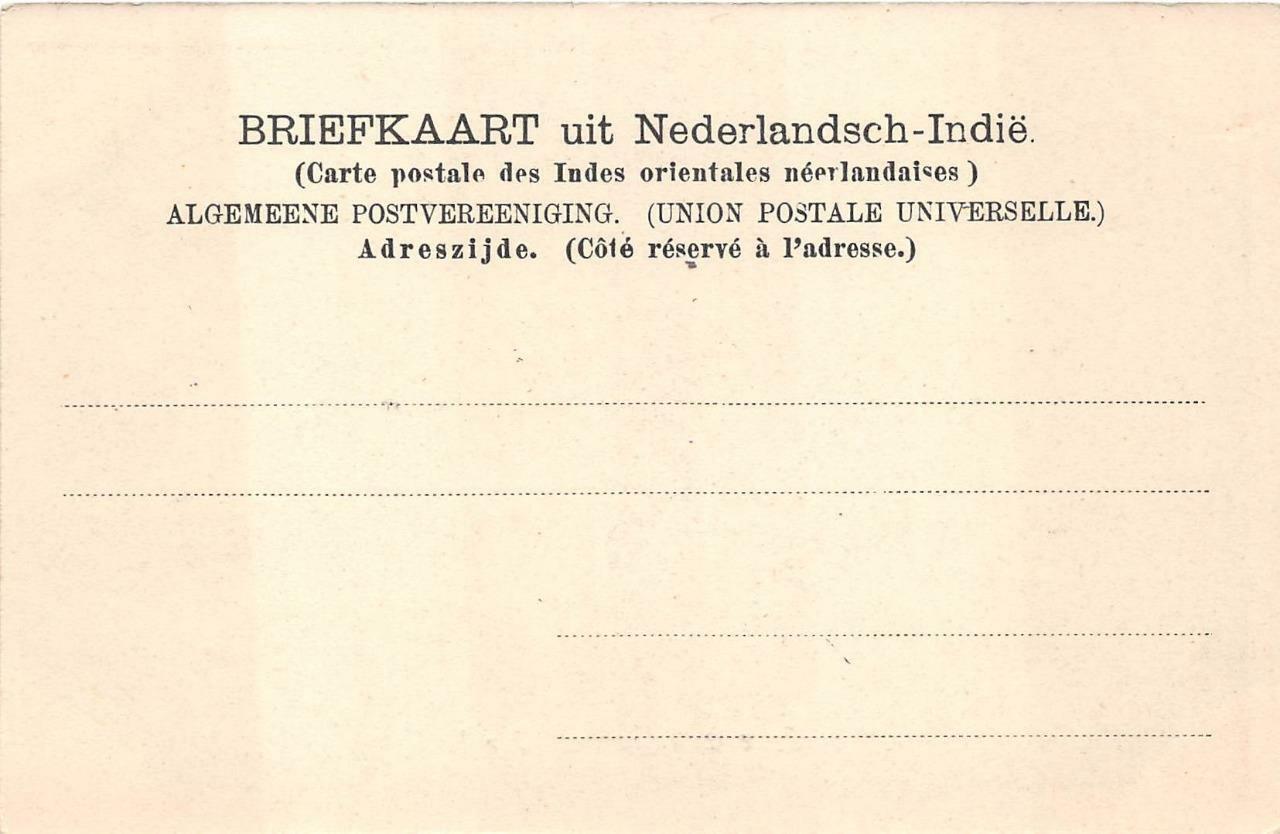 BRIEFKAART uit Nederlandsch-Indië.
(Carte postale des Indes orientales néerlandaises )
ALGEMEENE POSTVEREENIGING. (UNION POSTALE UNIVERSELLE.)
Adreszijde. (Côté réservé à l'adresse.)